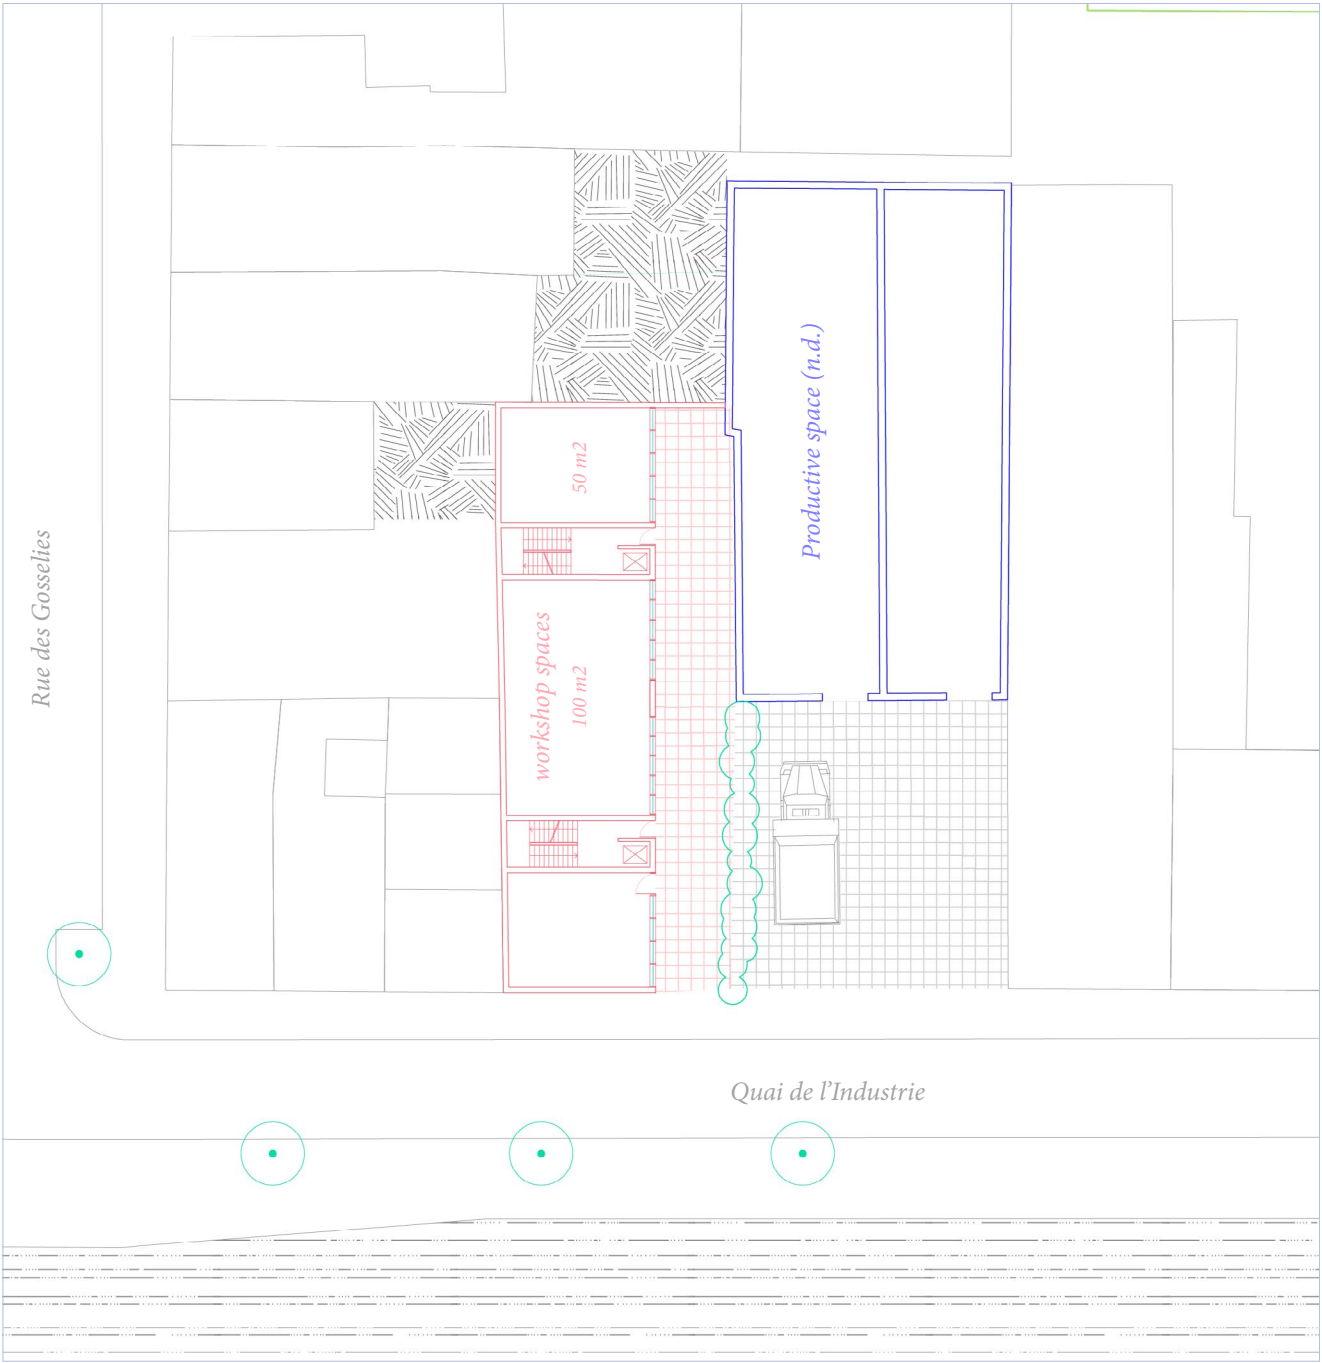 Productive space (n.d.)
50 m2
workshop spaces
100 m2
Rue des Gosselies
Quai de l'Industrie